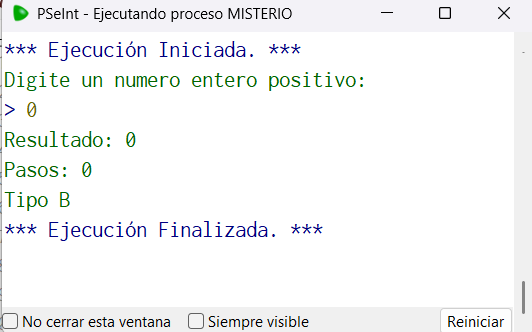 PSeInt - Ejecutando proceso MISTERIO
*** Ejecución Iniciada. ***
Digite un numero entero positivo:
> 0
Resultado: 0
Pasos: 0
Tipo B
*** Ejecución Finalizada. ***
No cerrar esta ventana Siempre visible Reiniciar